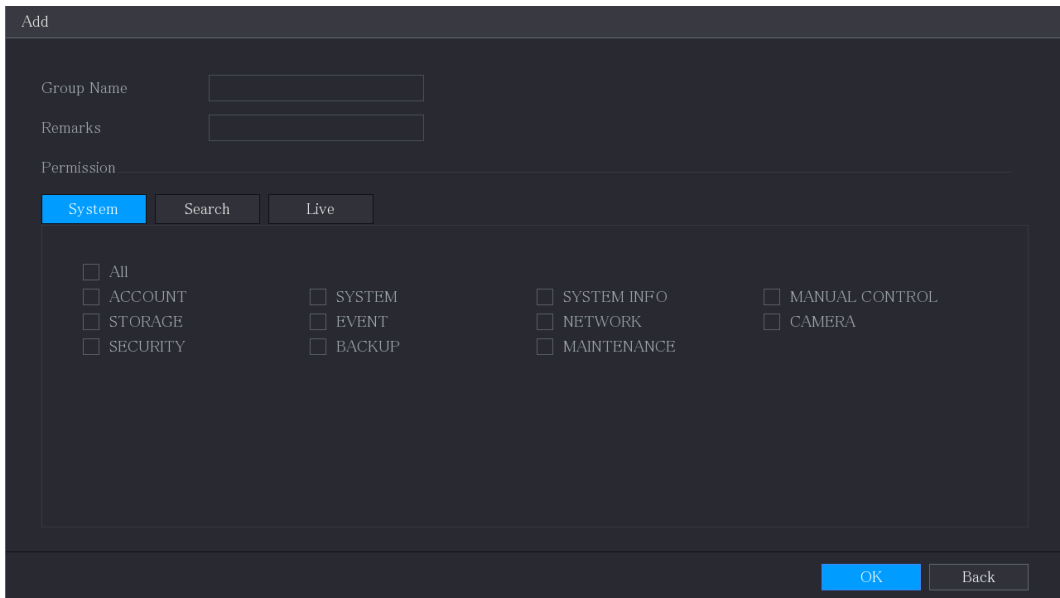 Add
Group Name
Remarks
Permission
System Search Live
All
ACCOUNT SYSTEM SYSTEM INFO MANUAL CONTROL
STORAGE EVENT NETWORK CAMERA
SECURITY BACKUP MAINTENANCE
OK Back